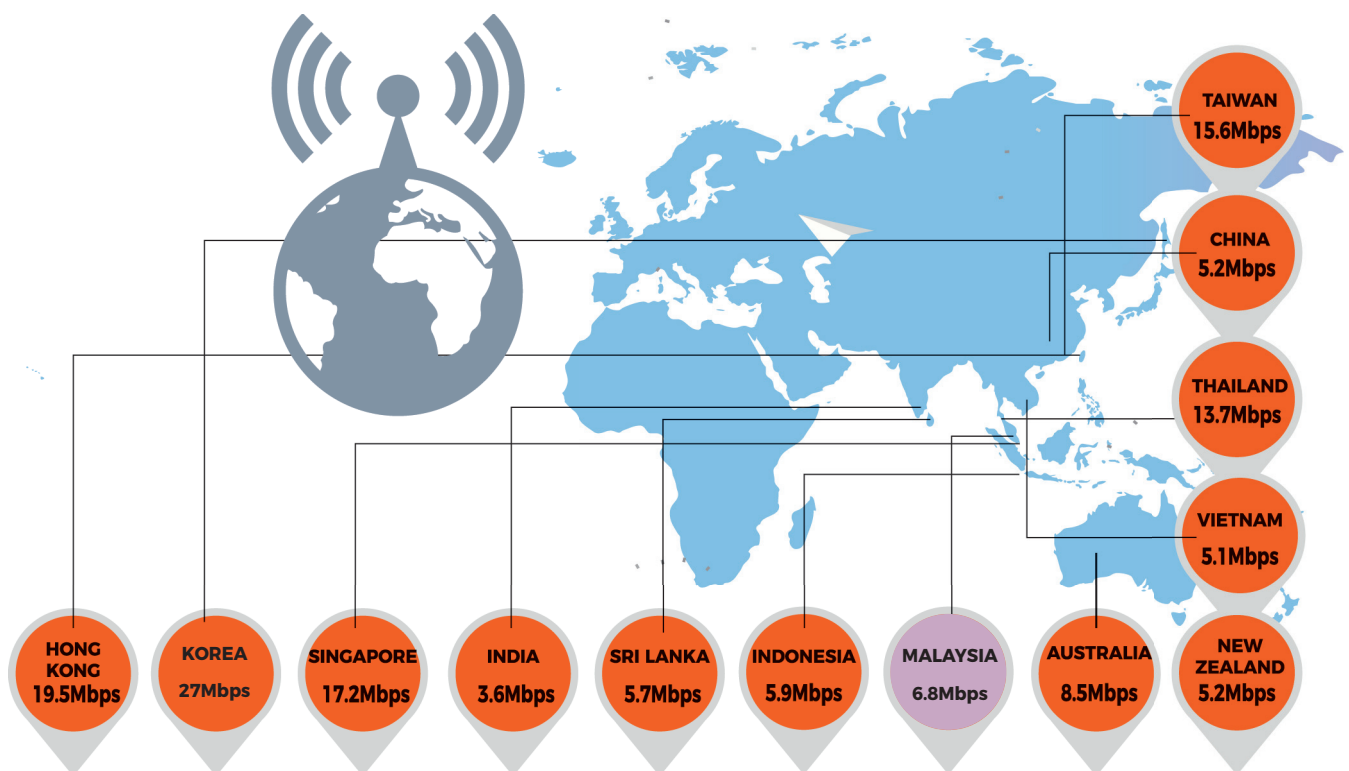 TAIWAN
15.6Mbps
CHINA
5.2Mbps
THAILAND
13.7Mbps
VIETNAM
5.1Mbps
HONG
KONG
19.5Mbps
KOREA
27Mbps
SINGAPORE
17.2Mbps
INDIA
3.6Mbps
SRI LANKA
5.7Mbps
INDONESIA
5.9Mbps
MALAYSIA
6.8Mbps
AUSTRALIA
8.5Mbps
NEW
ZEALAND
5.2Mbps